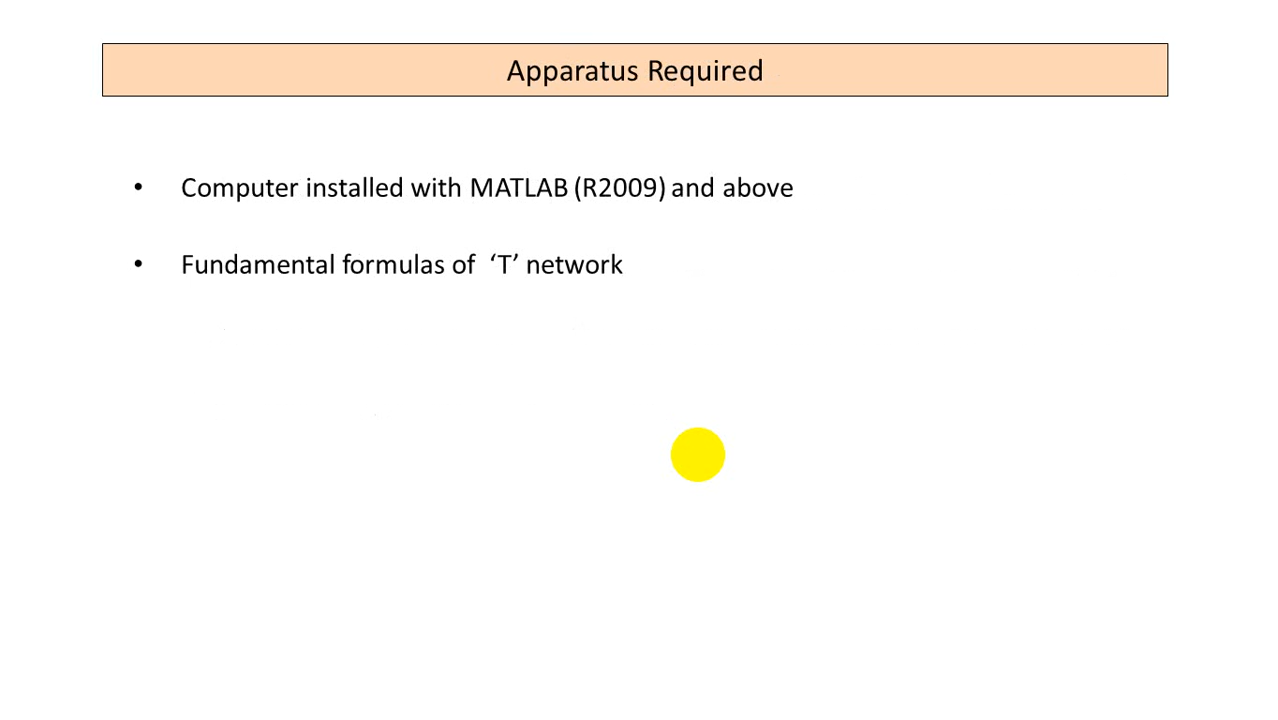 Apparatus Required
• Computer installed with MATLAB (R2009) and above
• Fundamental formulas of ‘T’ network